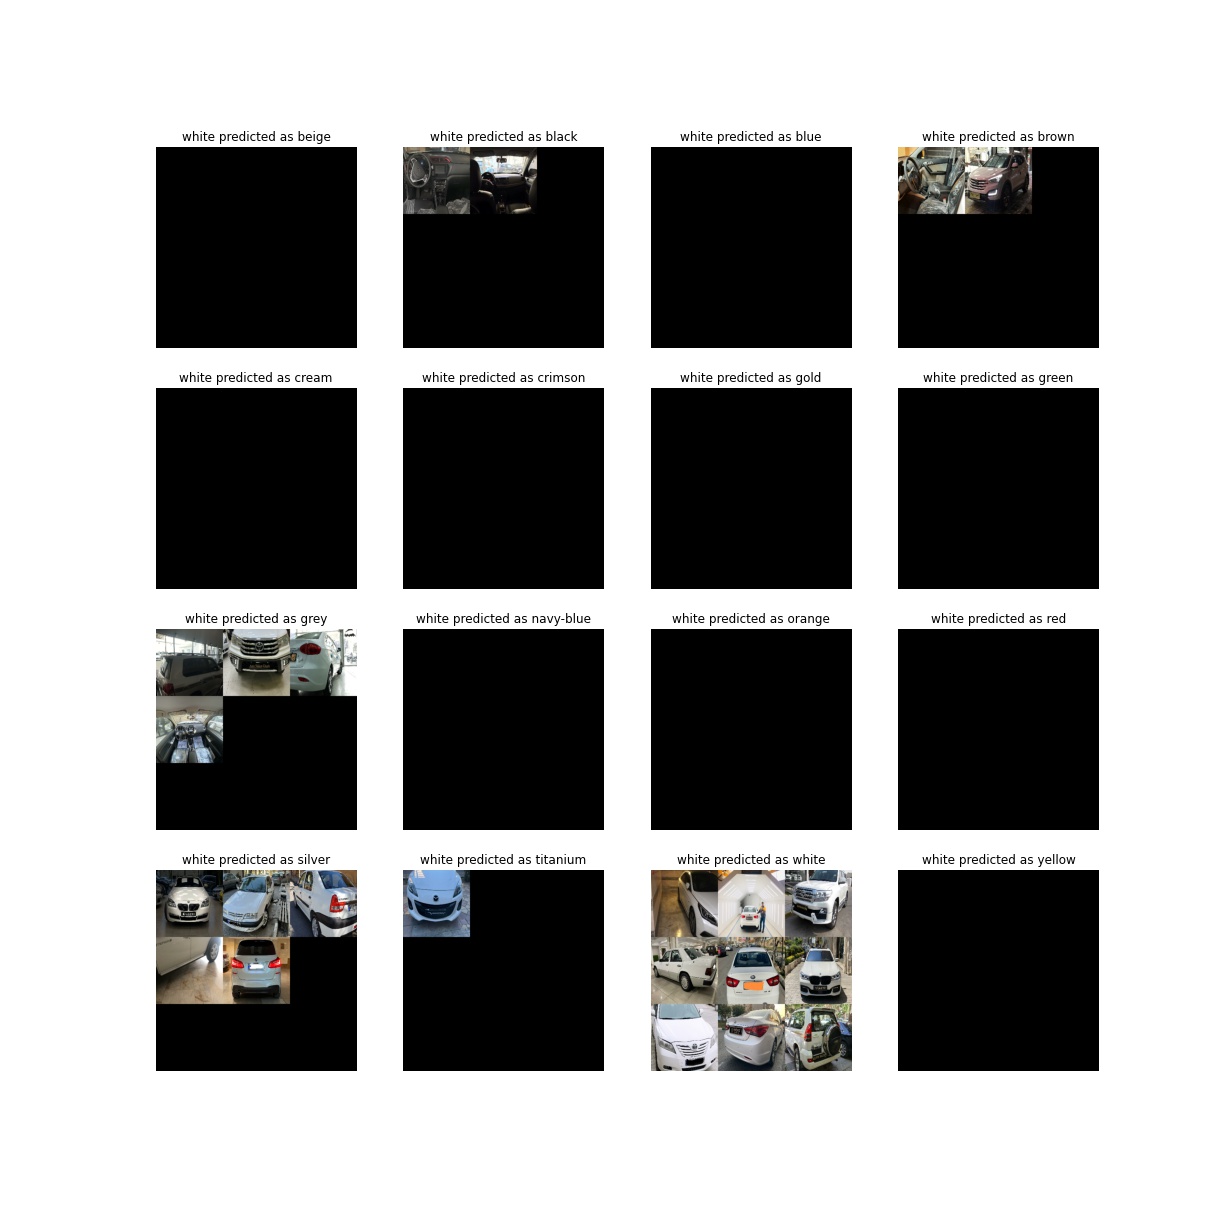 white predicted as beige
white predicted as black
white predicted as blue
white predicted as brown
white predicted as cream
white predicted as crimson
white predicted as gold
white predicted as green
white predicted as grey
white predicted as navy-blue
white predicted as orange
white predicted as red
white predicted as silver
white predicted as titanium
white predicted as white
white predicted as yellow